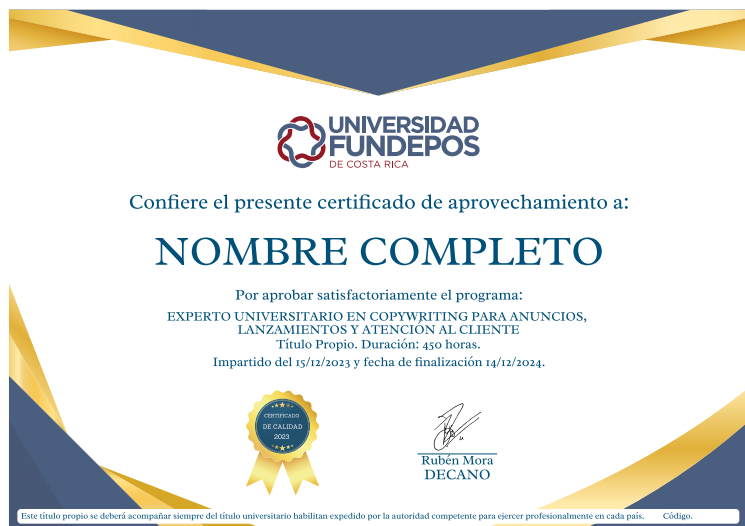 UNIVERSIDAD
FUNDEPOS
DE COSTA RICA
Confiere el presente certificado de aprovechamiento a:
NOMBRE COMPLETO
Por aprobar satisfactoriamente el programa:
EXPERTO UNIVERSITARIO EN COPYWRITING PARA ANUNCIOS,
LANZAMIENTOS Y ATENCIÓN AL CLIENTE
Título Propio. Duración: 450 horas.
Impartido del 15/12/2023 y fecha de finalización 14/12/2024.
CERTIFICADO
DE CALIDAD
2023
Rubén Mora
DECANO
Este título propio se deberá acompañar siempre del título universitario habilitan expedido por la autoridad competente para ejercer profesionalmente en cada país. Código.